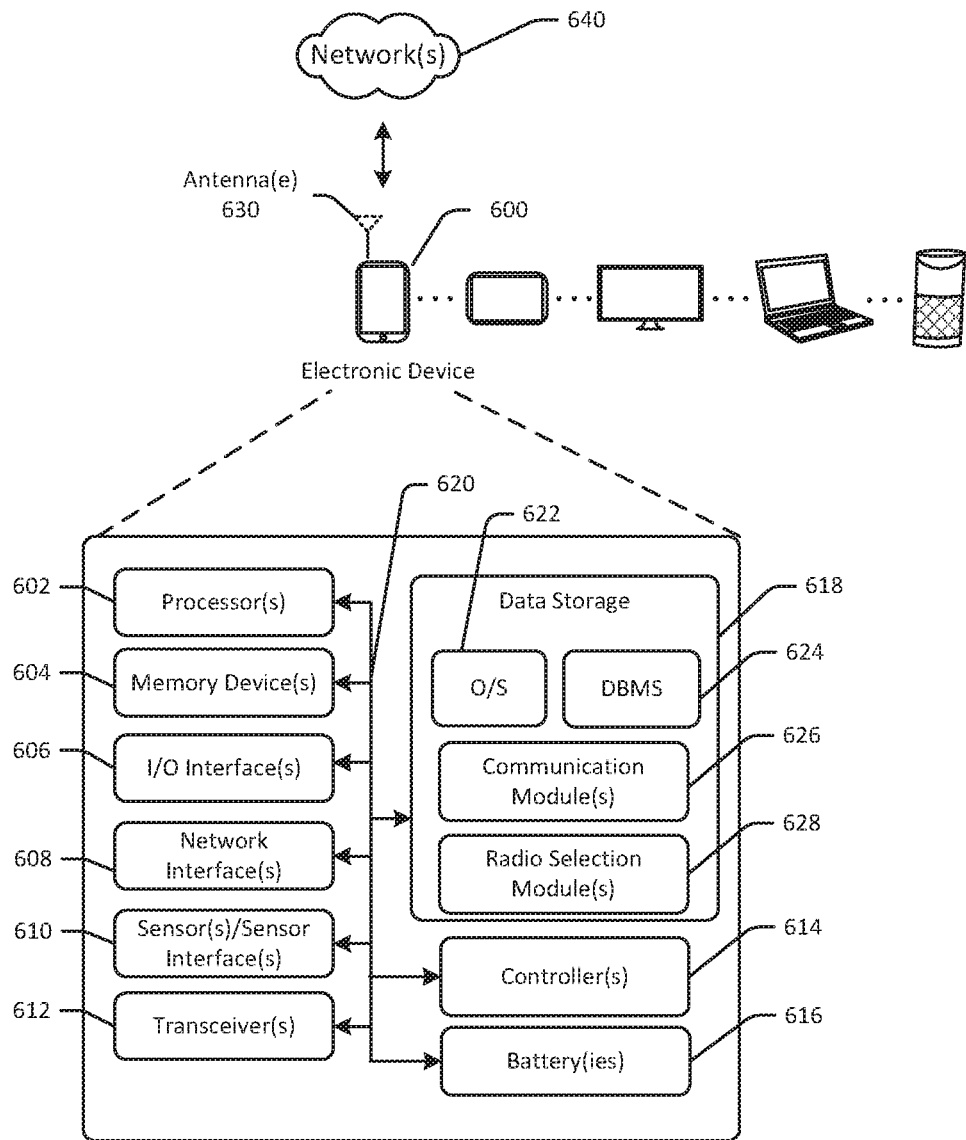 640
Network(s)
Antenna(e)
630
600
Electronic Device
620
622
602
Processor(s)
Data Storage
618
604
Memory Device(s)
O/S
DBMS
624
606
I/O Interface(s)
Communication
Module(s)
626
608
Network
Interface(s)
Radio Selection
Module(s)
628
610
Sensor(s)/Sensor
Interface(s)
614
Controller(s)
612
Transceiver(s)
616
Battery(ies)